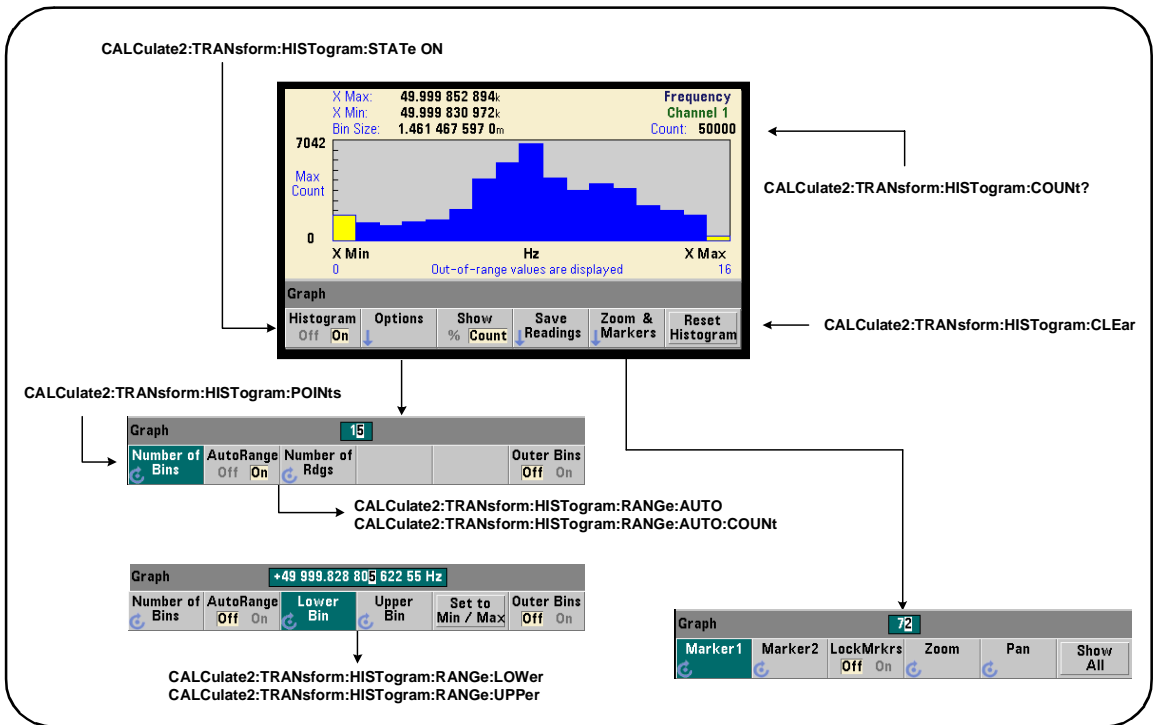 CALCulate2:TRANsform:HISTogram:STATe ON
X Max: 49.999 852 894k
Frequency
X Min: 49.999 830 972k
Channel 1
Bin Size: 1.461 467 597 0m
Count: 50000
7042
Max
Count
0
X Min
Hz
X Max
0
Out-of-range values are displayed
16
Graph
Histogram
Off On
Options
Show
% Count
Save
Readings
Zoom &
Markers
Reset
Histogram
CALCulate2:TRANsform:HISTogram:COUNt?
CALCulate2:TRANsform:HISTogram:CLEar
CALCulate2:TRANsform:HISTogram:POINts
Graph
15
Number of
Bins
AutoRange
Off On
Number of
Rdgs
Outer Bins
Off On
CALCulate2:TRANsform:HISTogram:RANGe:AUTO
CALCulate2:TRANsform:HISTogram:RANGe:AUTO:COUNt
Graph
+49 999.828 805 622 55 Hz
Number of
Bins
AutoRange
Off On
Lower
Bin
Upper
Bin
Set to
Min / Max
Outer Bins
Off On
CALCulate2:TRANsform:HISTogram:RANGe:LOWer
CALCulate2:TRANsform:HISTogram:RANGe:UPPer
Graph
72
Marker1
Marker2
LockMrkrs
Off On
Zoom
Pan
Show
All